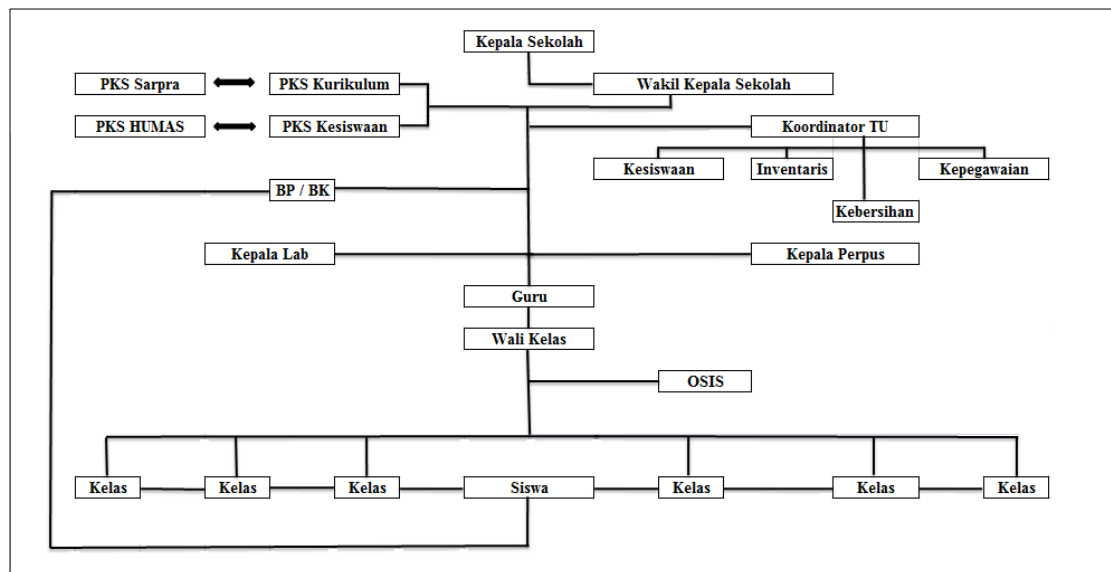 Kepala Sekolah
PKS Sarpra
PKS Kurikulum
Wakil Kepala Sekolah
PKS HUMAS
PKS Kesiswaan
Koordinator TU
Kesiswaan
Inventaris
Kepegawaian
BP / BK
Kebersihan
Kepala Lab
Kepala Perpus
Guru
Wali Kelas
OSIS
Kelas
Kelas
Kelas
Siswa
Kelas
Kelas
Kelas